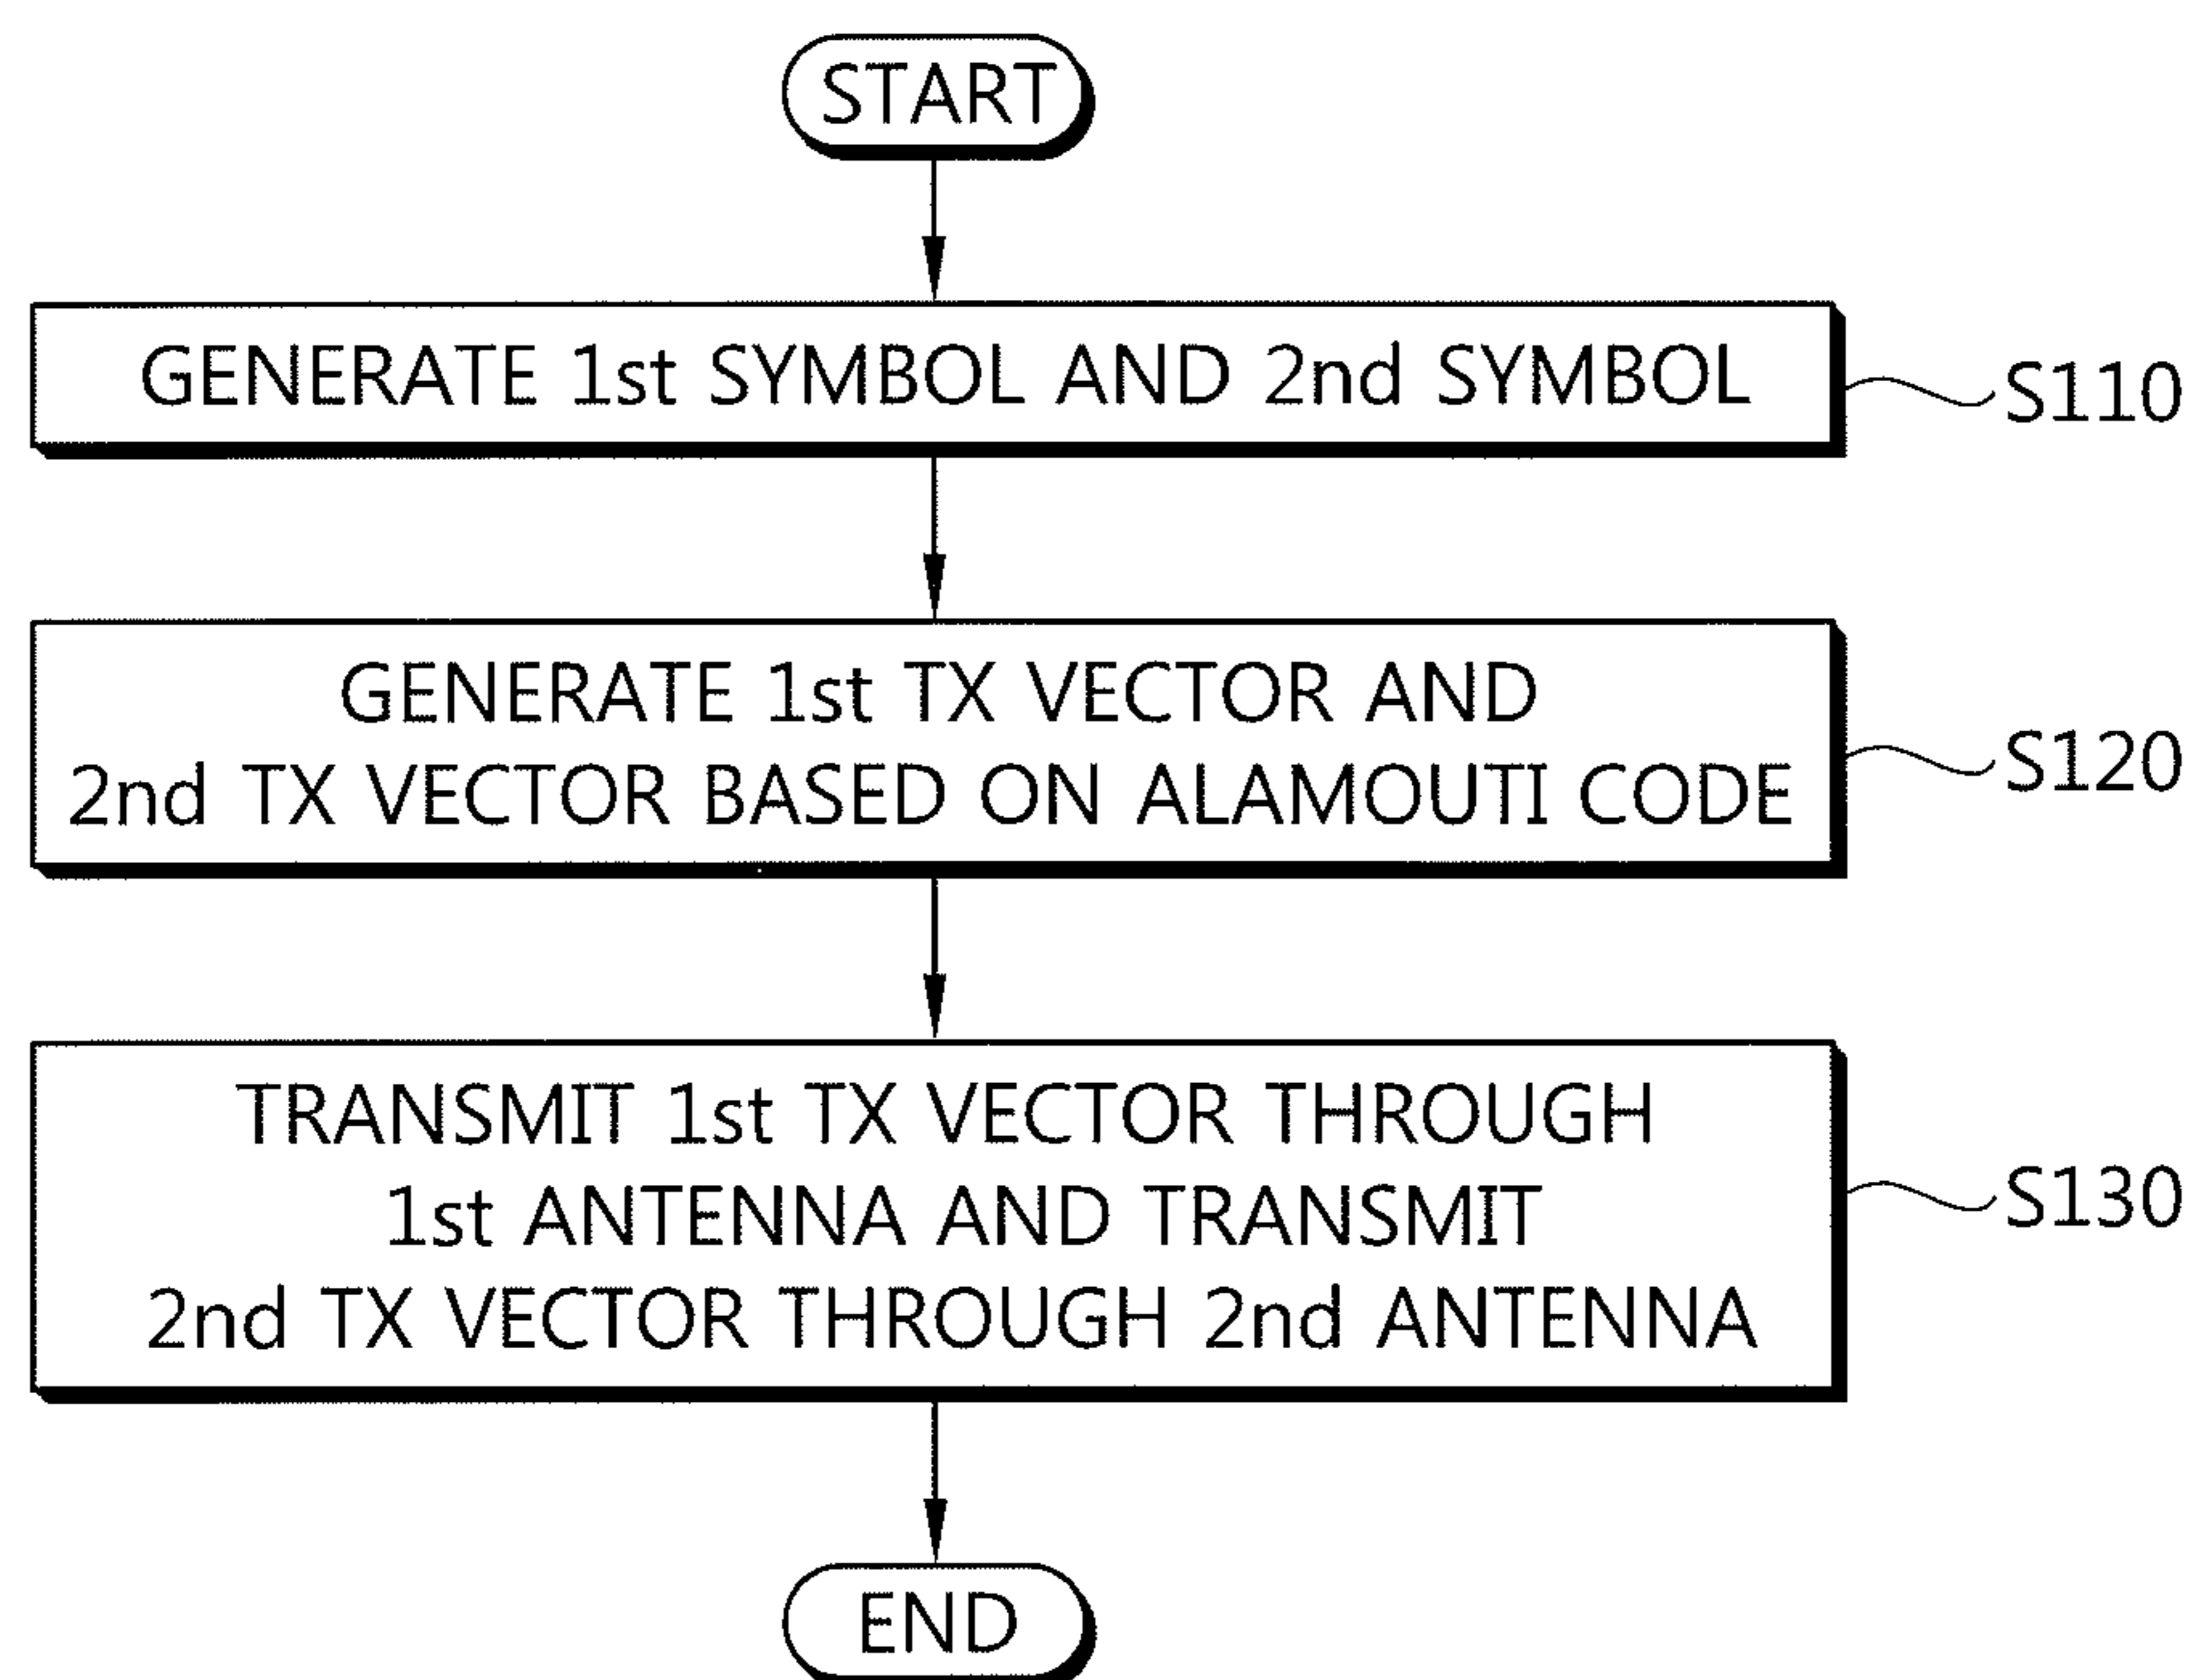 START
GENERATE 1st SYMBOL AND 2nd SYMBOL
S110
GENERATE 1st TX VECTOR AND
2nd TX VECTOR BASED ON ALAMOUTI CODE
S120
TRANSMIT 1st TX VECTOR THROUGH
1st ANTENNA AND TRANSMIT
2nd TX VECTOR THROUGH 2nd ANTENNA
S130
END